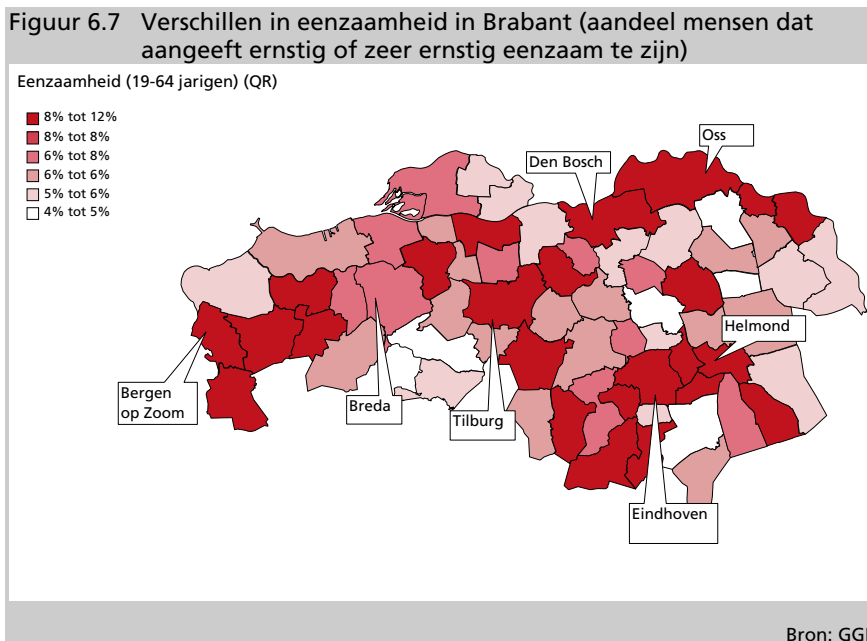 Figuur 6.7 Verschillen in eenzaamheid in Brabant (aandeel mensen dat
aangeeft ernstig of zeer ernstig eenzaam te zijn)
Eenzaamheid (19-64 jarigen) (QR)
8% tot 12%
8% tot 8%
6% tot 8%
6% tot 6%
5% tot 6%
4% tot 5%
Oss
Den Bosch
Helmond
Bergen
op Zoom
Breda
Tilburg
Eindhoven
Bron: